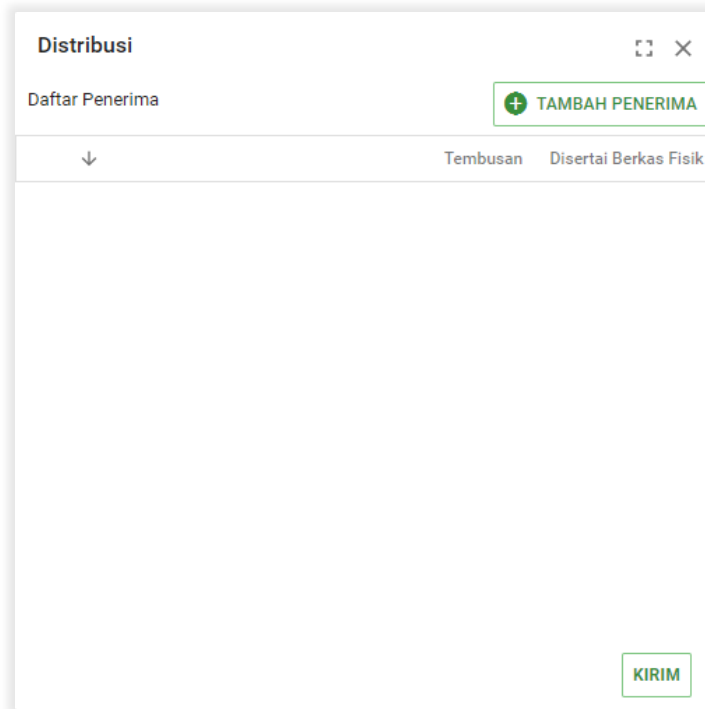 Distribusi
Daftar Penerima
TAMBAH PENERIMA
Tembusan Disertai Berkas Fisik
KIRIM